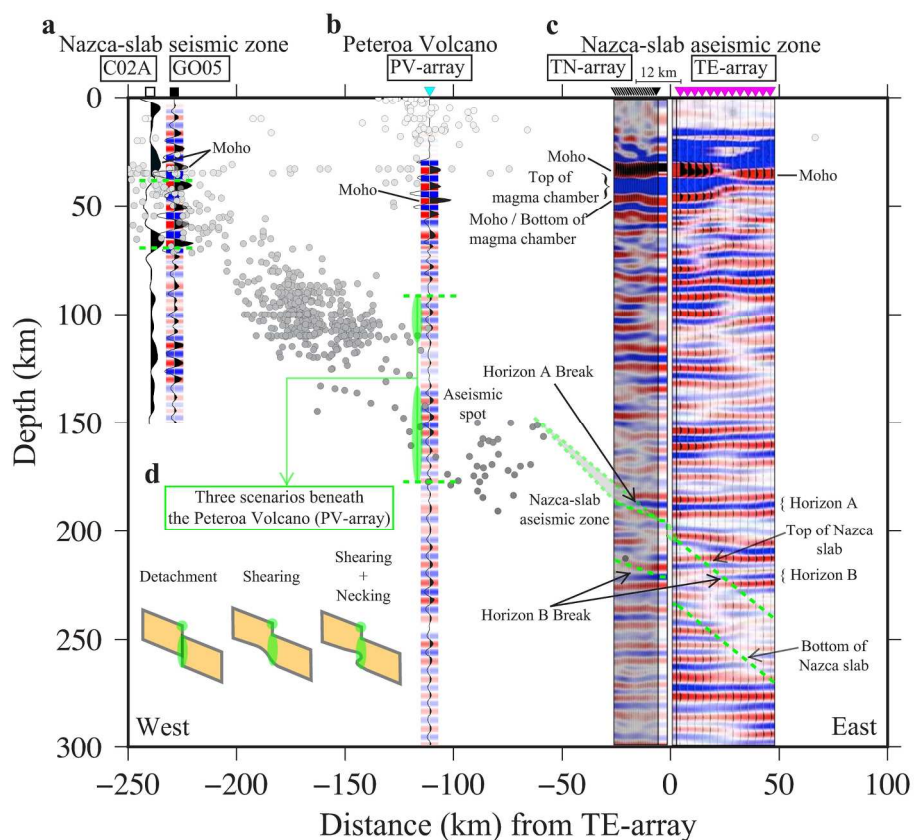 a
Nazca-slab seismic zone
C02A
GO05
b
Peteroa Volcano
PV-array
c
Nazca-slab aseismic zone
TN-array
12 km
TE-array
0
50
100
150
200
250
300
Depth (km)
Moho
Moho
Moho
Top of
magma chamber
Moho / Bottom of
magma chamber
Moho
Horizon A Break
Aseismic
spot
Nazca-slab
aseismic zone
Horizon A
Top of Nazca
slab
Horizon B
Horizon B Break
Bottom of
Nazca slab
d
Three scenarios beneath
the Peteroa Volcano (PV-array)
Detachment
Shearing
Shearing
+
Necking
West
East
−250
−200
−150
−100
−50
0
50
100
Distance (km) from TE-array